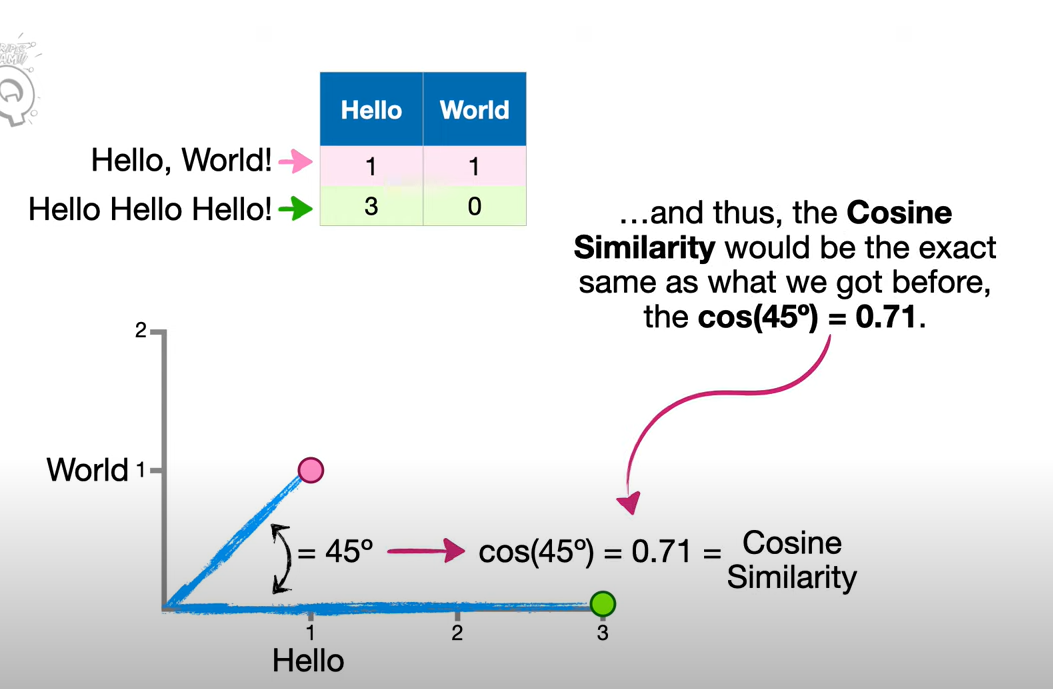 Hello World
Hello, World! 1 1
Hello Hello Hello! 3 0
...and thus, the Cosine
Similarity would be the exact
same as what we got before,
the cos(45º) = 0.71.
2
World 1
= 45º cos(45º) = 0.71 = Cosine
Similarity
1 2 3
Hello